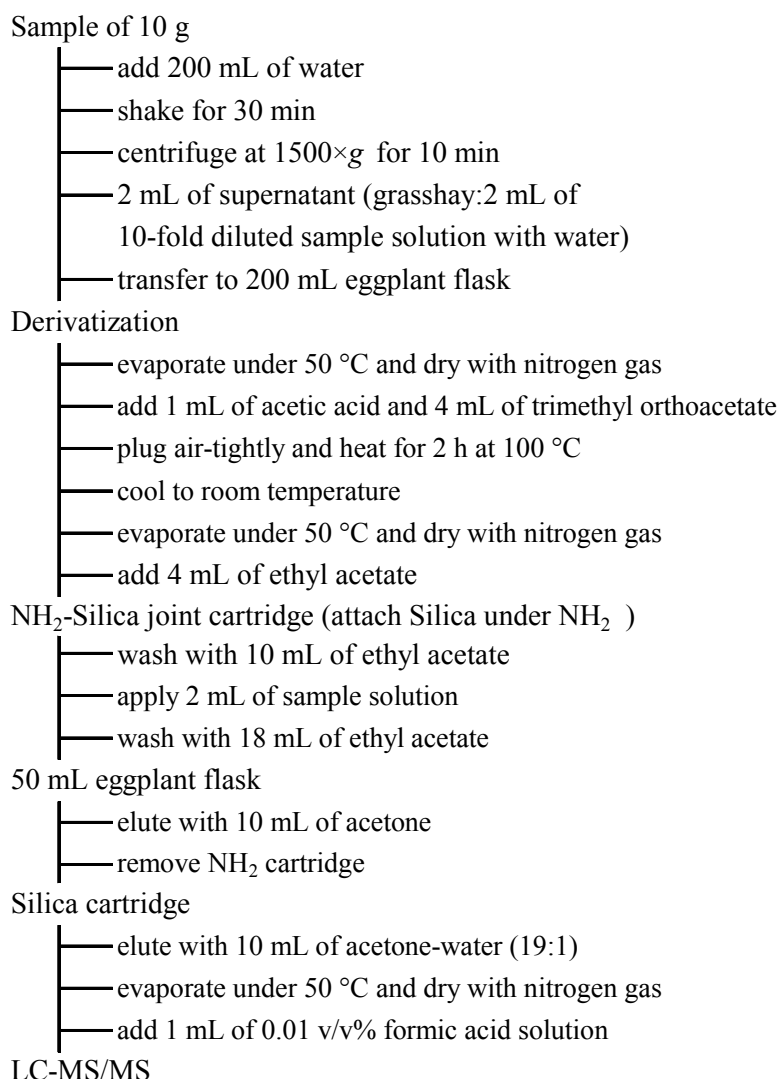 Sample of 10 g
add 200 mL of water
shake for 30 min
centrifuge at 1500×g for 10 min
2 mL of supernatant (grasshay:2 mL of
10-fold diluted sample solution with water)
transfer to 200 mL eggplant flask
Derivatization
evaporate under 50 °C and dry with nitrogen gas
add 1 mL of acetic acid and 4 mL of trimethyl orthoacetate
plug air-tightly and heat for 2 h at 100 °C
cool to room temperature
evaporate under 50 °C and dry with nitrogen gas
add 4 mL of ethyl acetate
NH₂-Silica joint cartridge (attach Silica under NH₂ )
wash with 10 mL of ethyl acetate
apply 2 mL of sample solution
wash with 18 mL of ethyl acetate
50 mL eggplant flask
elute with 10 mL of acetone
remove NH₂ cartridge
Silica cartridge
elute with 10 mL of acetone-water (19:1)
evaporate under 50 °C and dry with nitrogen gas
add 1 mL of 0.01 v/v% formic acid solution
LC-MS/MS